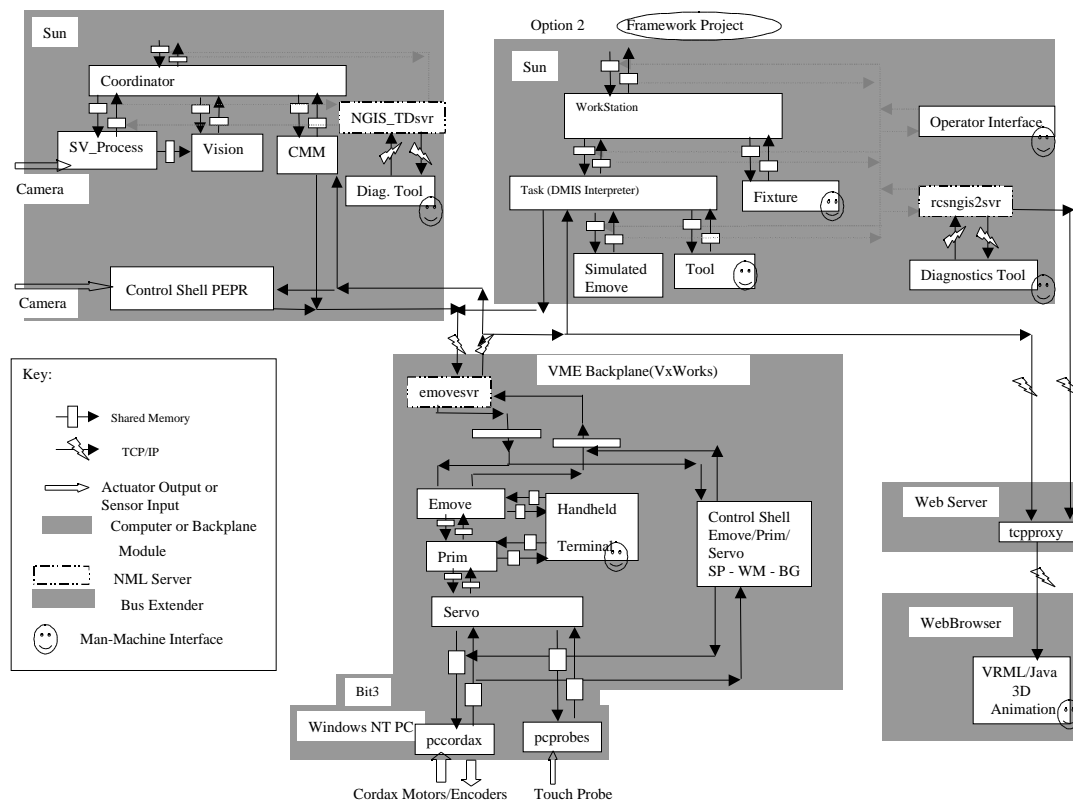 Option 2
Framework Project
Sun
Coordinator
NGIS_TDsvr
SV_Process
Vision
CMM
Camera
Diag. Tool
Camera
Control Shell PEPR
Sun
WorkStation
Operator Interface
Task (DMIS Interpreter)
Fixture
rcsngis2svr
Simulated
Emove
Tool
Diagnostics Tool
Key:
Shared Memory
TCP/IP
Actuator Output or
Sensor Input
Computer or Backplane
Module
NML Server
Bus Extender
Man-Machine Interface
VME Backplane(VxWorks)
emovesvr
Emove
Handheld
Terminal
Prim
Servo
Control Shell
Emove/Prim/
Servo
SP - WM - BG
Bit3
Windows NT PC
pccordax
pcprobes
Cordax Motors/Encoders
Touch Probe
Web Server
tcpproxy
WebBrowser
VRML/Java
3D
Animation